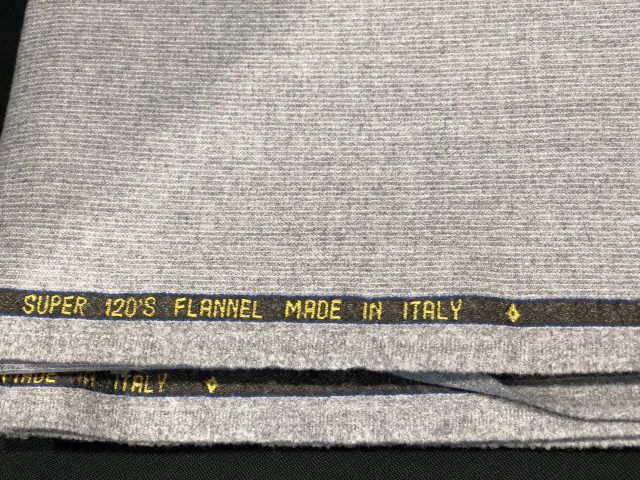 SUPER 120'S FLANNEL MADE IN ITALY
MADE IN ITALY